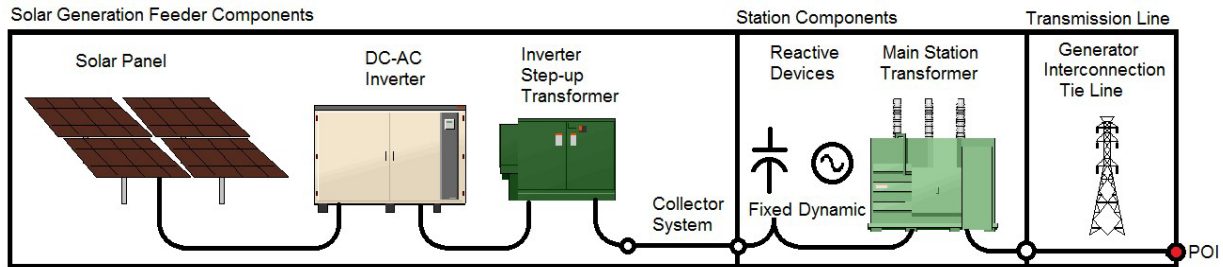 Solar Generation Feeder Components
Station Components
Transmission Line
Solar Panel
DC-AC
Inverter
Inverter
Step-up
Transformer
Reactive
Devices
Main Station
Transformer
Generator
Interconnection
Tie Line
Collector
System
Fixed Dynamic
POI